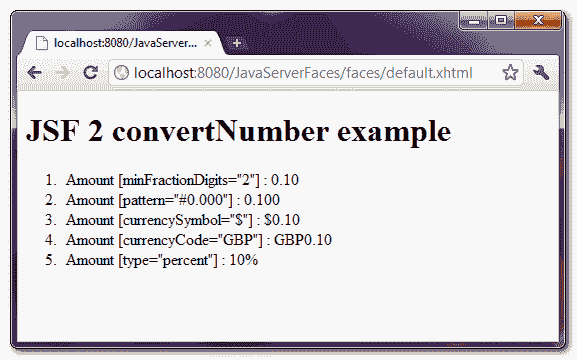 localhost:8080/JavaServer...
localhost:8080/JavaServerFaces/faces/default.xhtml
JSF 2 convertNumber example
1. Amount [minFractionDigits="2"] : 0.10
2. Amount [pattern="#0.000"] : 0.100
3. Amount [currencySymbol="$"] : $0.10
4. Amount [currencyCode="GBP"] : GBP0.10
5. Amount [type="percent"] : 10%